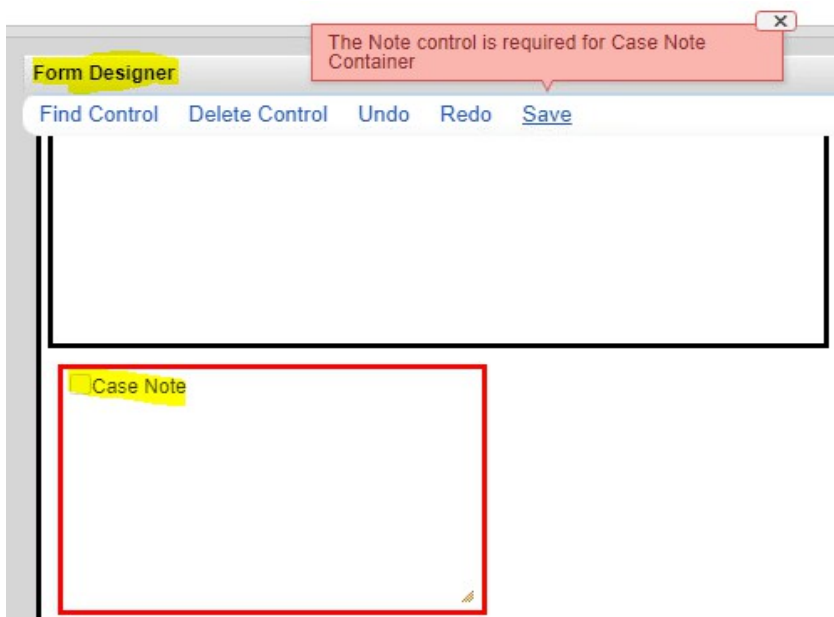 The Note control is required for Case Note
Container
Form Designer
Find Control Delete Control Undo Redo Save
Case Note